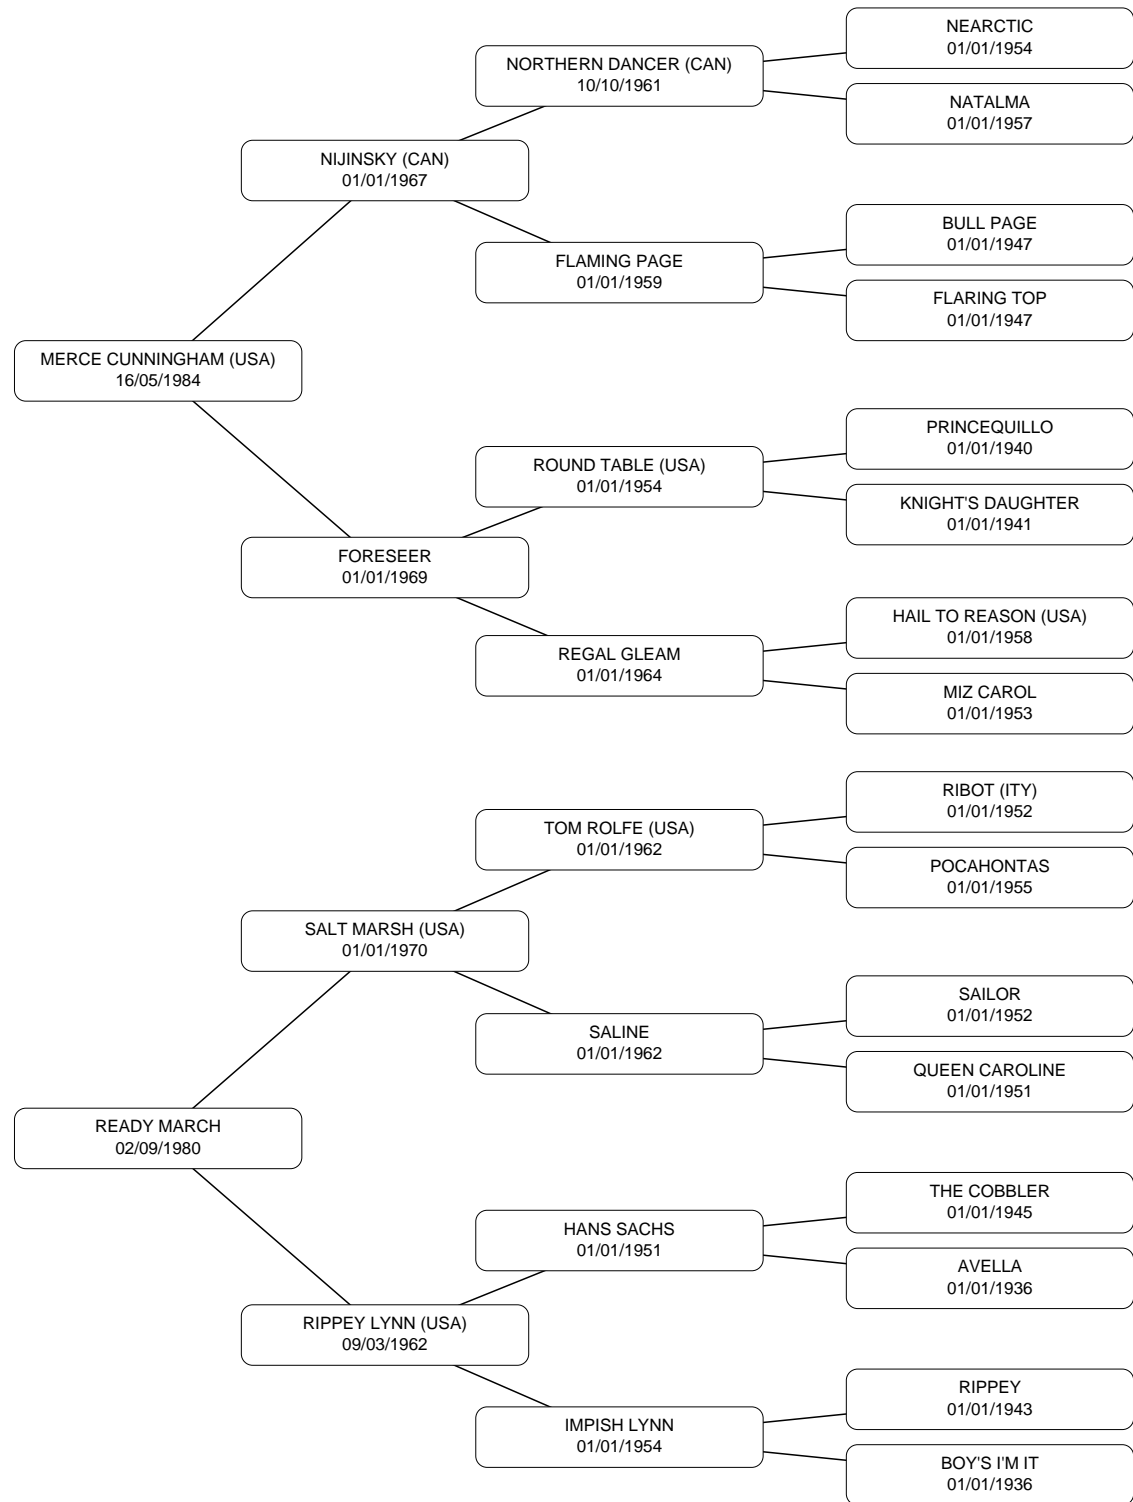 NEARCTIC
01/01/1954
NORTHERN DANCER (CAN)
10/10/1961
NATALMA
01/01/1957
NIJINSKY (CAN)
01/01/1967
BULL PAGE
01/01/1947
FLAMING PAGE
01/01/1959
FLARING TOP
01/01/1947
MERCE CUNNINGHAM (USA)
16/05/1984
PRINCEQUILLO
01/01/1940
ROUND TABLE (USA)
01/01/1954
KNIGHT'S DAUGHTER
01/01/1941
FORESEER
01/01/1969
HAIL TO REASON (USA)
01/01/1958
REGAL GLEAM
01/01/1964
MIZ CAROL
01/01/1953
RIBOT (ITY)
01/01/1952
TOM ROLFE (USA)
01/01/1962
POCAHONTAS
01/01/1955
SALT MARSH (USA)
01/01/1970
SAILOR
01/01/1952
SALINE
01/01/1962
QUEEN CAROLINE
01/01/1951
READY MARCH
02/09/1980
THE COBBLER
01/01/1945
HANS SACHS
01/01/1951
AVELLA
01/01/1936
RIPPEY LYNN (USA)
09/03/1962
RIPPEY
01/01/1943
IMPISH LYNN
01/01/1954
BOY'S I'M IT
01/01/1936